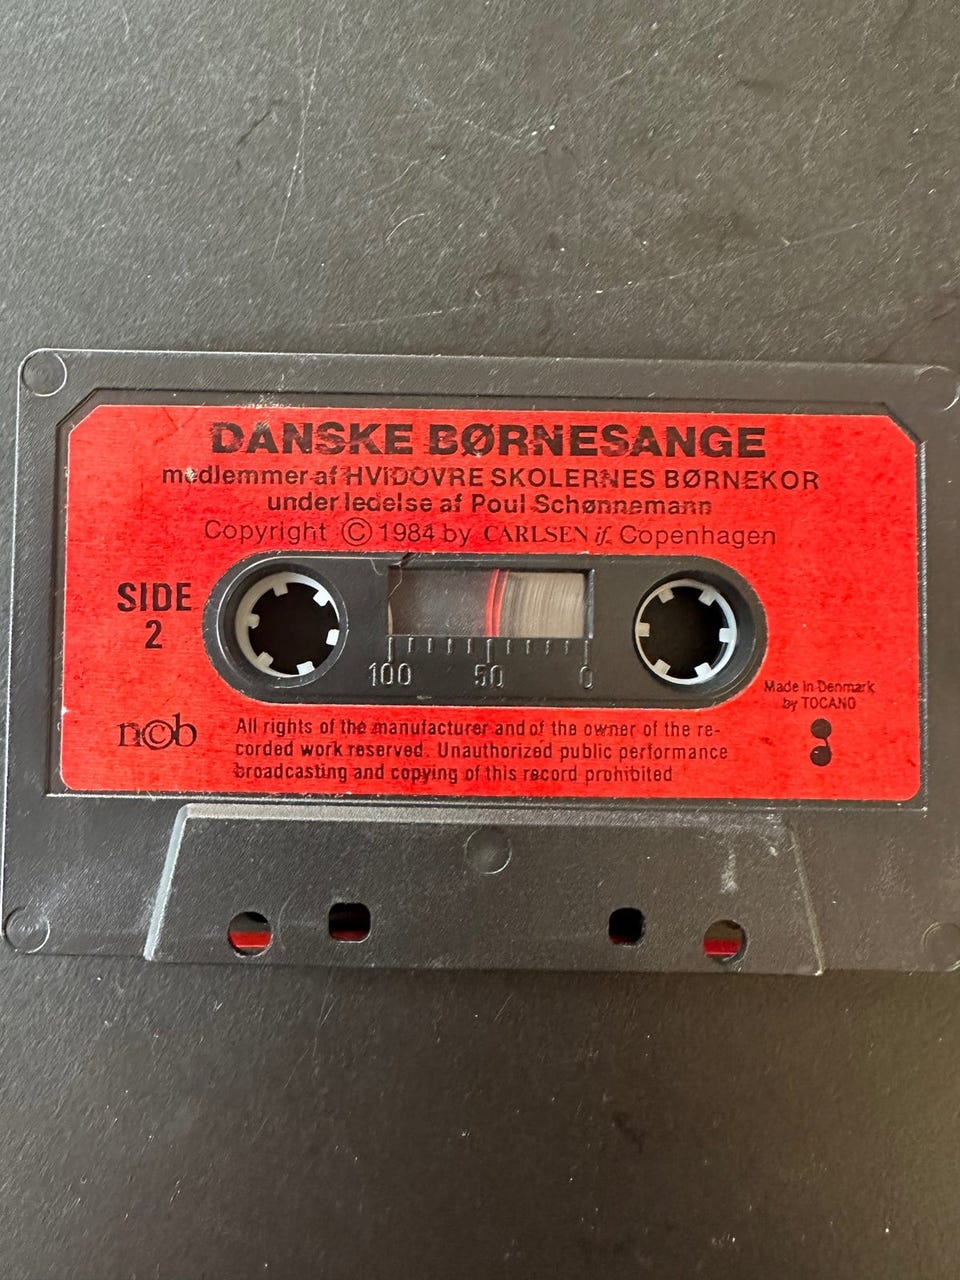 DANSKE BØRNESANGE
medlemmer af HVIDOVRE SKOLERNES BØRNEKOR
under ledelse af Poul Schønnemann
Copyright © 1984 by CARLSEN if. Copenhagen
SIDE
2
100 50 0
Made in Denmark
by TOCANO
n©b
All rights of the manufacturer and of the owner of the re-
corded work reserved. Unauthorized public performance
broadcasting and copying of this record prohibited